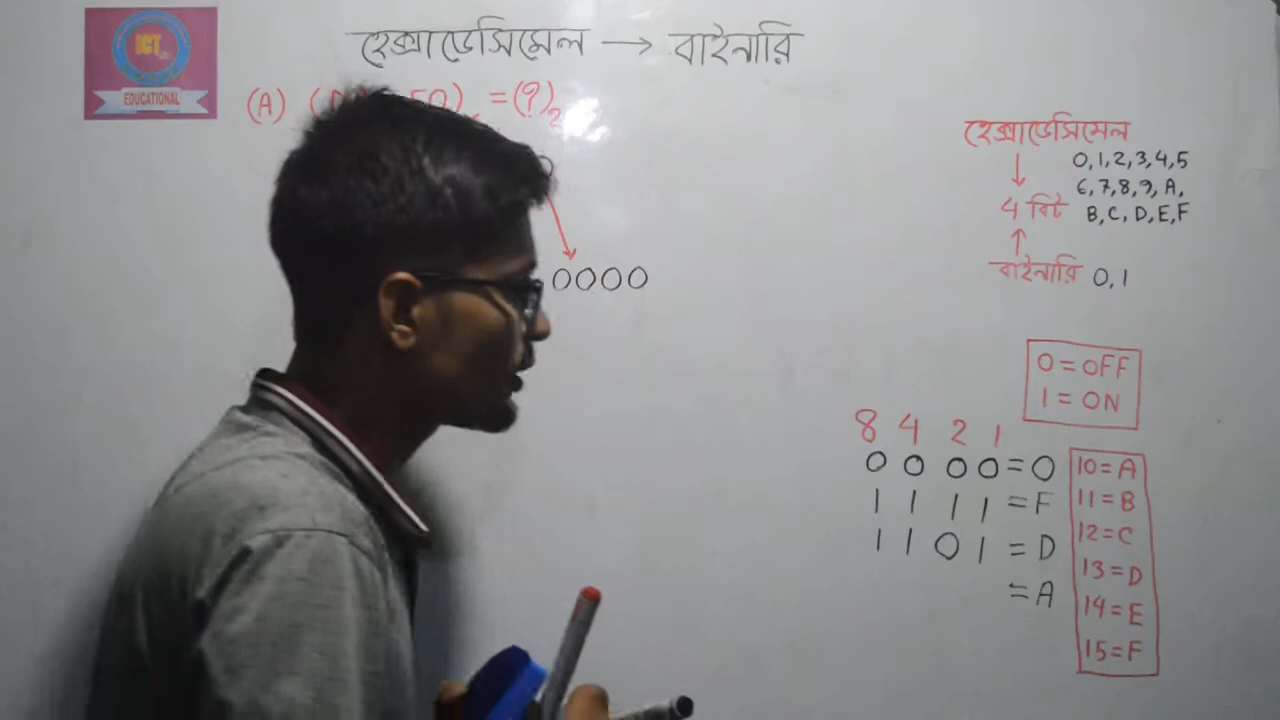 হেক্সাডেসিমেল → বাইনারি
ICT
EDUCATIONAL
(A) = (?)₂
0000
হেক্সাডেসিমেল
↓ 0,1,2,3,4,5
6,7,8,9,A,
4 বিট B,C,D,E,F
↑
বাইনারি 0,1
0=OFF
1=ON
8 4 2 1
0 0 0 0 = 0
1 1 1 1 = F
1 1 0 1 = D
= A
10=A
11=B
12=C
13=D
14=E
15=F